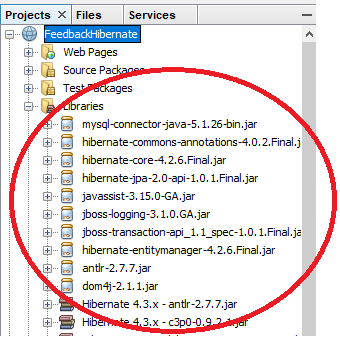 Projects Files Services
FeedbackHibernate
Web Pages
Source Packages
Test Packages
Libraries
mysql-connector-java-5.1.26-bin.jar
hibernate-commons-annotations-4.0.2.Final.j
hibernate-core-4.2.6.Final.jar
hibernate-jpa-2.0-api-1.0.1.Final.jar
javassist-3.15.0-GA.jar
jboss-logging-3.1.0.GA.jar
jboss-transaction-api_1.1_spec-1.0.1.Final.jar
hibernate-entitymanager-4.2.6.Final.jar
antlr-2.7.7.jar
dom4j-2.1.1.jar
Hibernate 4.3.x - antlr-2.7.7.jar
Hibernate 4.3.x - c3p0-0.9.2.1.jar